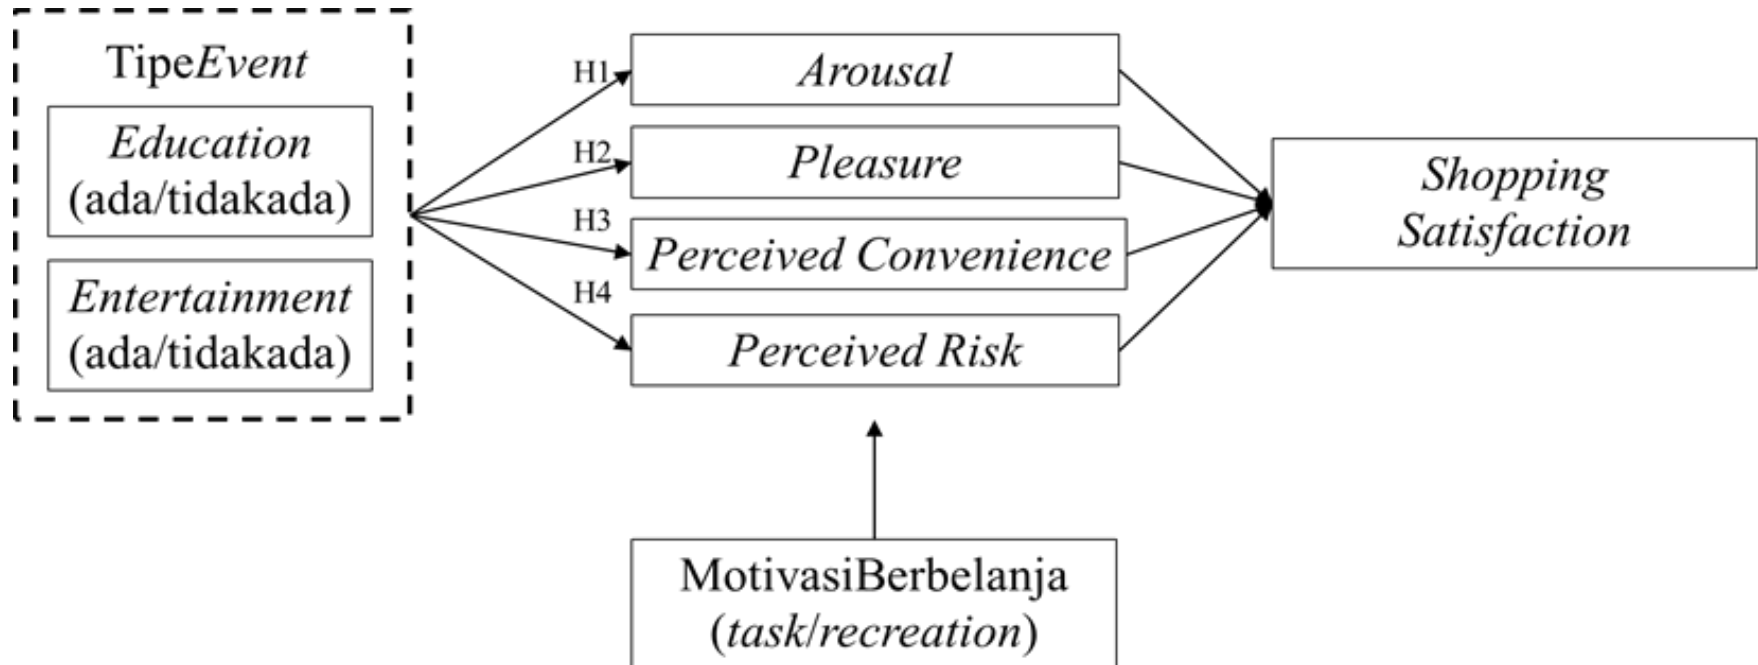 TipeEvent
Education
(ada/tidakada)
Entertainment
(ada/tidakada)
H1
H2
H3
H4
Arousal
Pleasure
Perceived Convenience
Perceived Risk
Shopping
Satisfaction
MotivasiBerbelanja
(task/recreation)